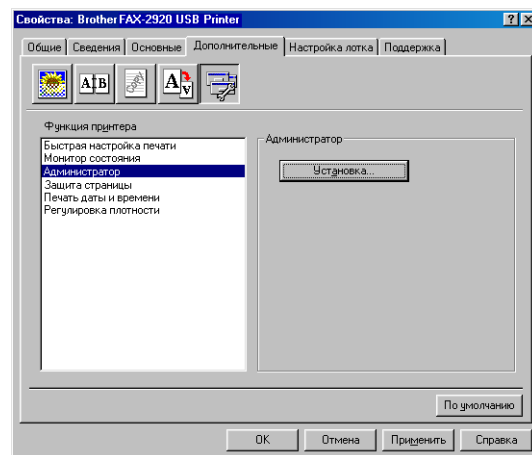 Свойства: Brother FAX-2920 USB Printer
Общие Сведения Основные Дополнительные Настройка лотка Поддержка
A B A
Функция принтера
Быстрая настройка печати
Монитор состояния
Администратор
Защита страницы
Печать даты и времени
Регулировка плотности
Администратор
Установка...
По умолчанию
OK Отмена Применить Справка